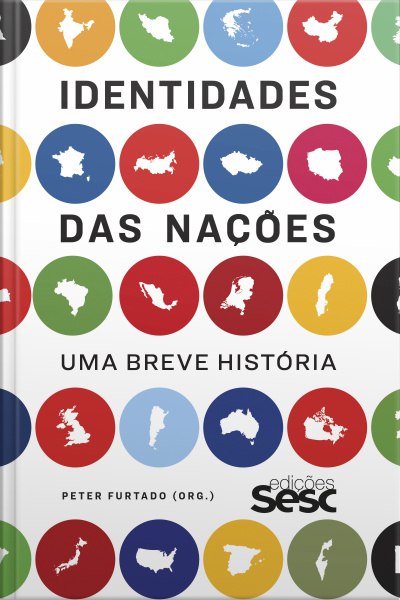 IDENTIDADES
DAS NAÇÕES
UMA BREVE HISTÓRIA
PETER FURTADO (ORG.)
edições
Sesc